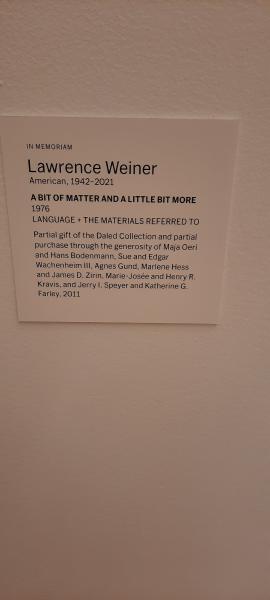 IN MEMORIAM
Lawrence Weiner
American, 1942–2021
A BIT OF MATTER AND A LITTLE BIT MORE
1976
LANGUAGE + THE MATERIALS REFERRED TO
Partial gift of the Daled Collection and partial
purchase through the generosity of Maja Oeri
and Hans Bodenmann, Sue and Edgar
Wachenheim III, Agnes Gund, Marlene Hess
and James D. Zirin, Marie-Josée and Henry R.
Kravis, and Jerry I. Speyer and Katherine G.
Farley, 2011